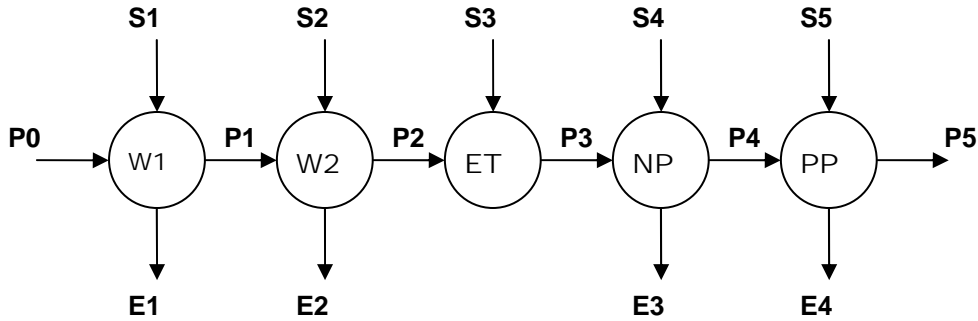 S1 S2 S3 S4 S5
P0 P1 P2 P3 P4 P5
W1 W2 ET NP PP
E1 E2 E3 E4